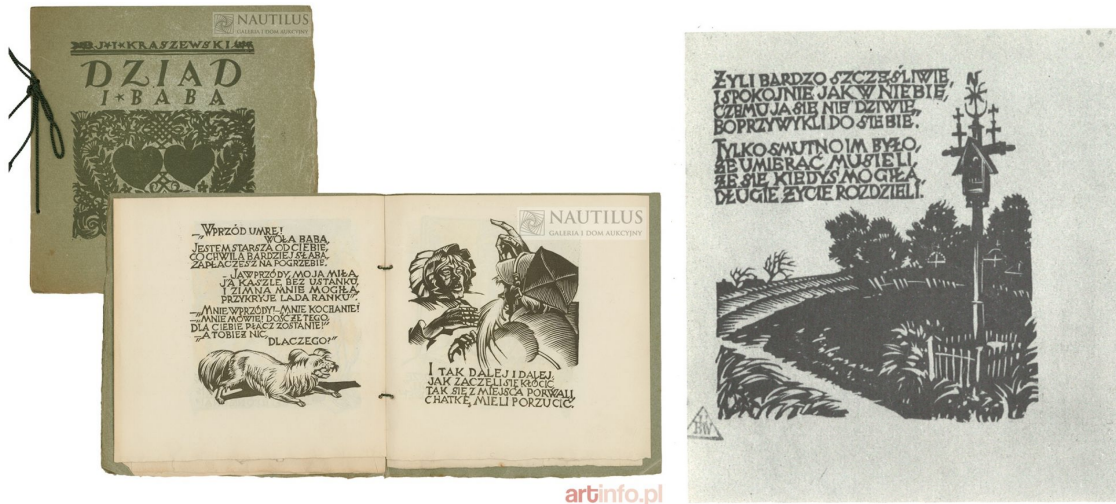 NAUTILUS
GALERIA I DOM AUKCYJNY
B. J✶I✶KRASZEWSKI
DZIAD
I✶BABA
—„WPRZÓD UMRĘ!
WOŁA BABA,
JESTEM STARSZA OD CIEBIE,
CO CHWILA BARDZIEJ SŁABA,
ZAPŁACZESZ NA POGRZEBIE.
—„JA WPRZÓDY, MOJA MIŁA,
JA KASZLĘ BEZ USTANKU,
I ZIMNA MNIE MOGIŁA
PRZYKRYJE LADA RANKU”.
—„MNIE WPRZÓDY!—MNIE KOCHANIE!
—„MNIE MÓWIĘ! DOŚĆ ŻE TEGO,
DLA CIEBIE PŁACZ ZOSTANIE!”
—„A TOBIE Ż NIC,
DLACZEGO?”
NAUTILUS
GALERIA I DOM AUKCYJNY
I TAK DALEJ I DALEJ,
JAK ZACZĘLI SIĘ KŁÓCIĆ,
TAK SIĘ Z MIEJSCA PORWALI,
CHATKĘ MIELI PORZUCIĆ.
artinfo.pl
ŻYLI BARDZO SZCZĘŚLIWIE,
I SPOKOJNIE JAK W NIEBIE,
CZEMU JA SIĘ NIE DZIWIĘ,
BO PRZYWYKLI DO SIEBIE.
TYLKO SMUTNO IM BYŁO,
ŻE UMIERAĆ MUSIELI,
ŻE SIĘ KIEDYŚ MOGIŁĄ
DŁUGIE ŻYCIE ROZDZIELI.